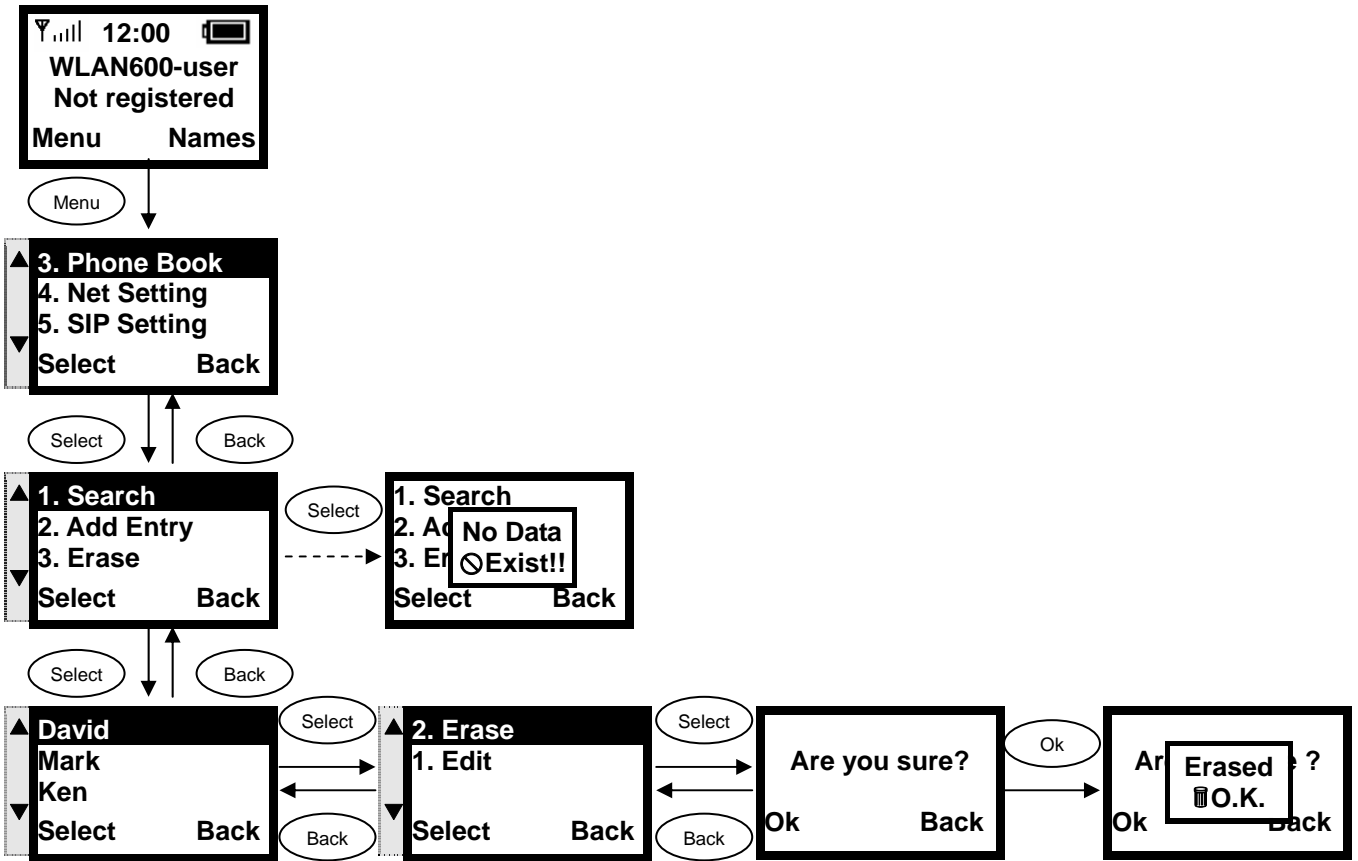 12:00
WLAN600-user
Not registered
Menu Names
Menu
3. Phone Book
4. Net Setting
5. SIP Setting
Select Back
Select
Back
1. Search
2. Add Entry
3. Erase
Select Back
Select
1. Search
2. Ad
3. Er
No Data
Exist!!
Select Back
Select
Back
David
Mark
Ken
Select Back
Select
Back
2. Erase
1. Edit
Select Back
Select
Back
Are you sure?
Ok Back
Ok
Ar ?
Erased
O.K.
Ok Back